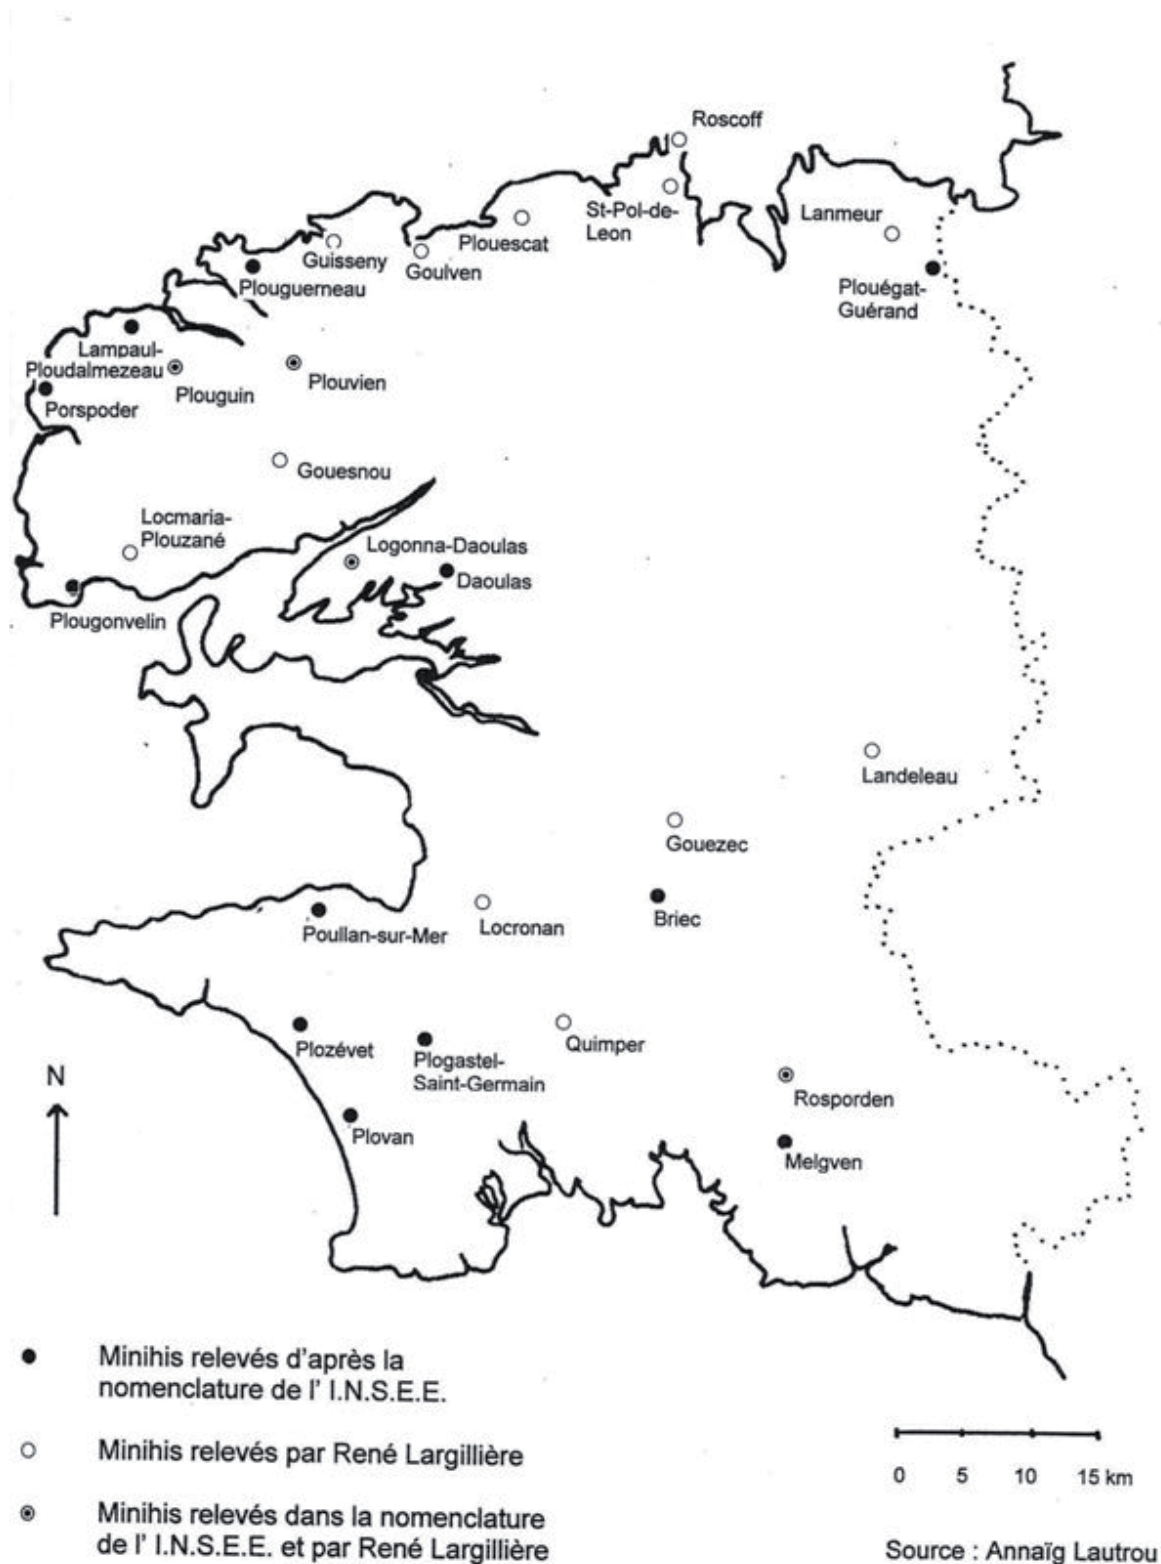 Roscoff
St-Pol-de-
Leon
Lanmeur
Plouescat
Guisseny
Goulven
Plouguerneau
Plouégat-
Guérand
Lampaul-
Ploudalmezeau
Plouguin
Plouvien
Porspoder
Gouesnou
Locmaria-
Plouzané
Logonna-Daoulas
Daoulas
Plougonvelin
Landeleau
Gouezec
Briec
Poullan-sur-Mer
Locronan
Plozévet
Plogastel-
Saint-Germain
Quimper
N
Rosporden
Plovan
Melgven
Minihis relevés d'après la
nomenclature de l' I.N.S.E.E.
Minihis relevés par René Largillière
Minihis relevés dans la nomenclature
de l' I.N.S.E.E. et par René Largillière
0 5 10 15 km
Source : Annaïg Lautrou